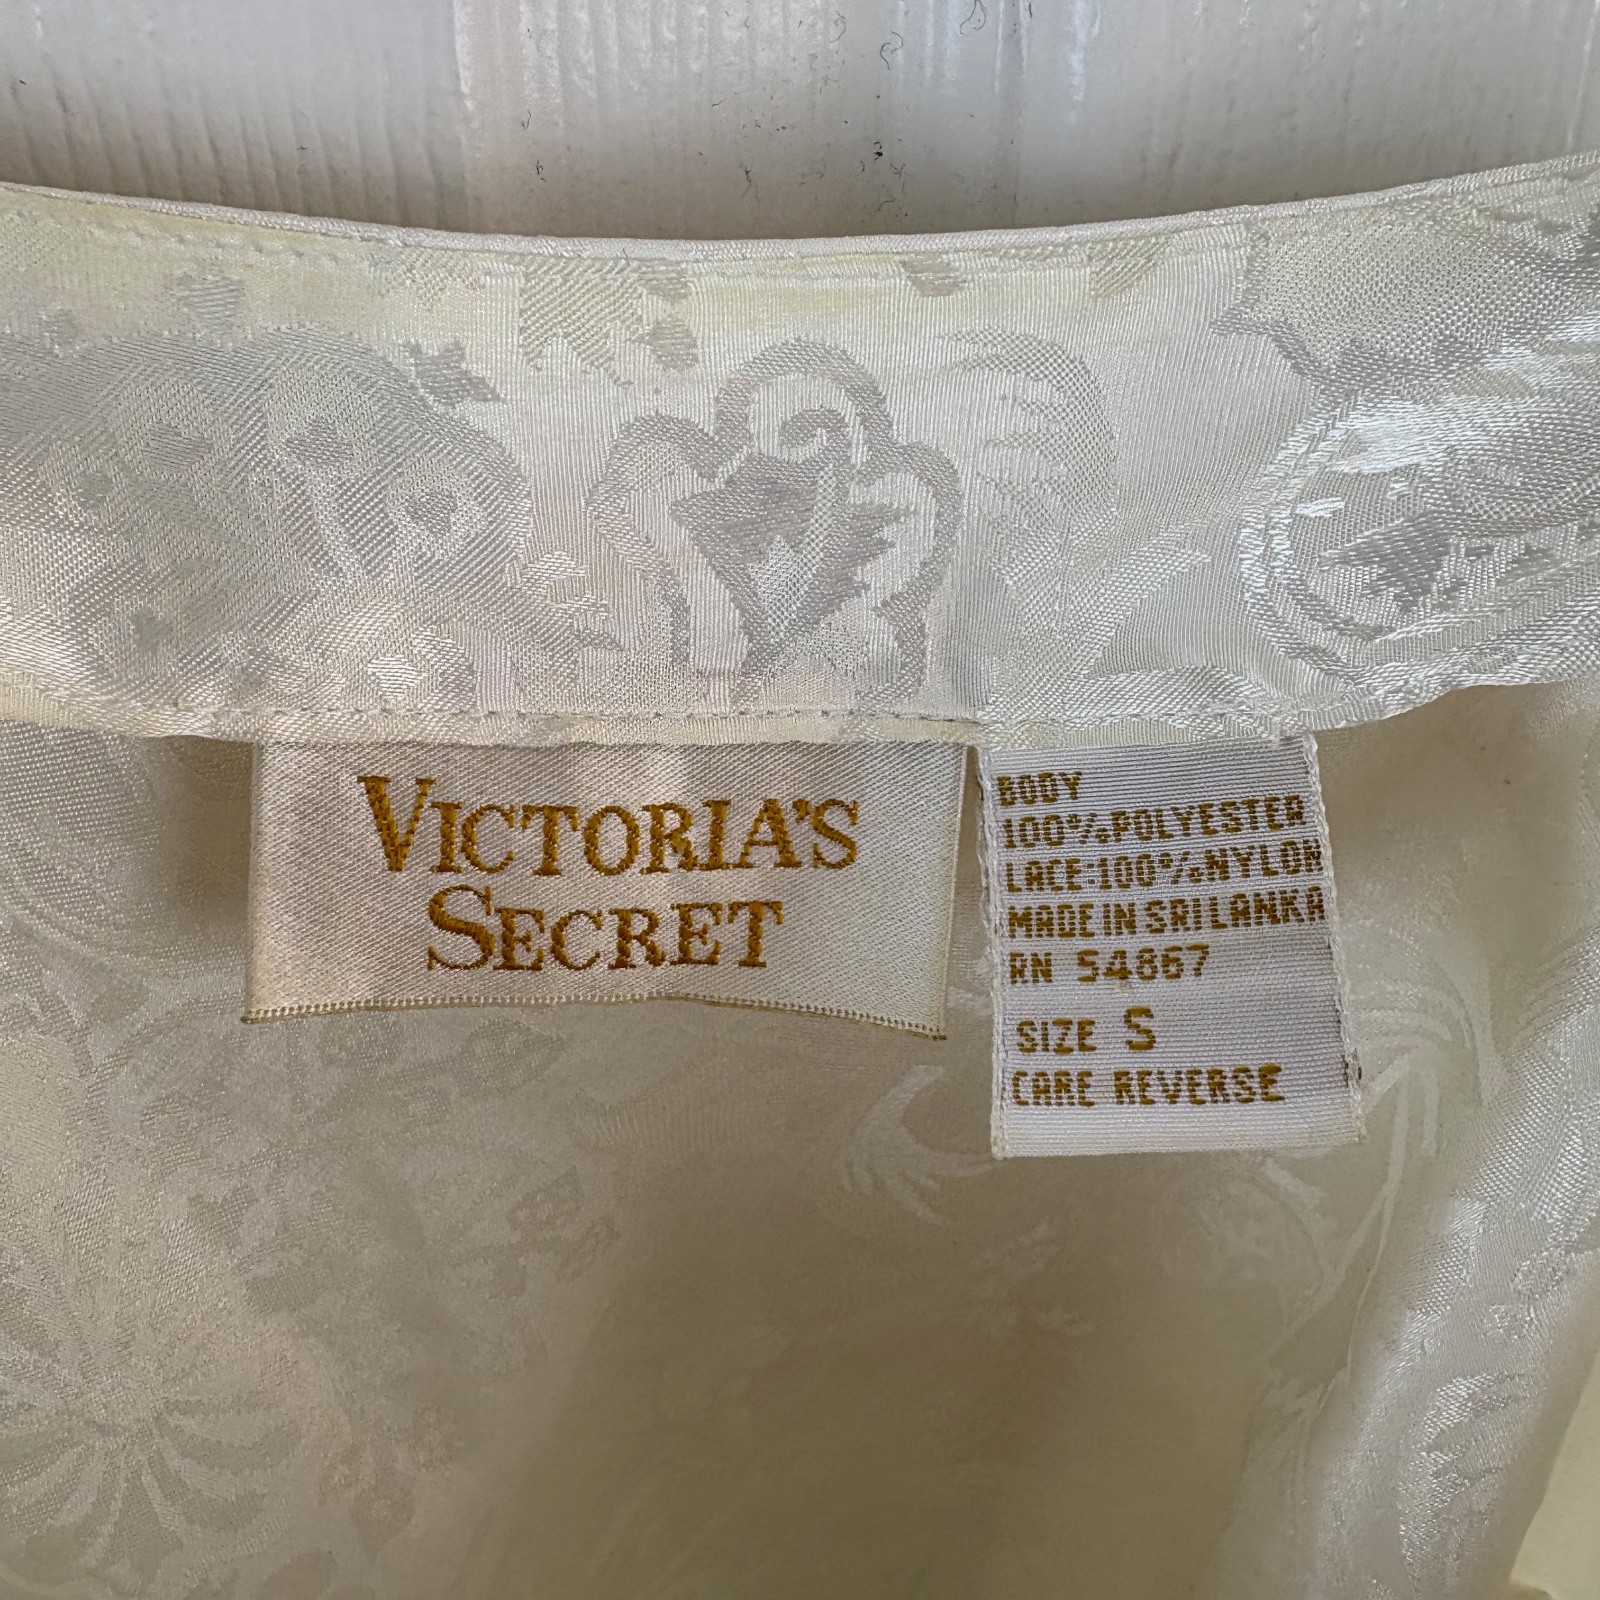 VICTORIA'S
SECRET
BODY
100%POLYESTER
LACE:100%NYLON
MADE IN SRI LANKA
RN 54867
SIZE S
CARE REVERSE